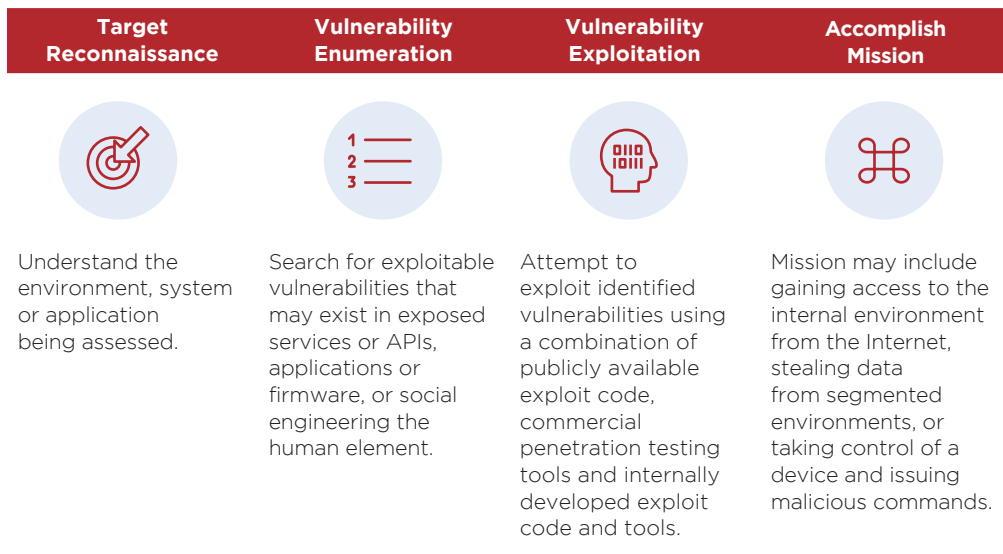 Target
Reconnaissance
Vulnerability
Enumeration
Vulnerability
Exploitation
Accomplish
Mission
1
2
3
0110
10111
Understand the
environment, system
or application
being assessed.
Search for exploitable
vulnerabilities that
may exist in exposed
services or APIs,
applications or
firmware, or social
engineering the
human element.
Attempt to
exploit identified
vulnerabilities using
a combination of
publicly available
exploit code,
commercial
penetration testing
tools and internally
developed exploit
code and tools.
Mission may include
gaining access to the
internal environment
from the Internet,
stealing data
from segmented
environments, or
taking control of a
device and issuing
malicious commands.